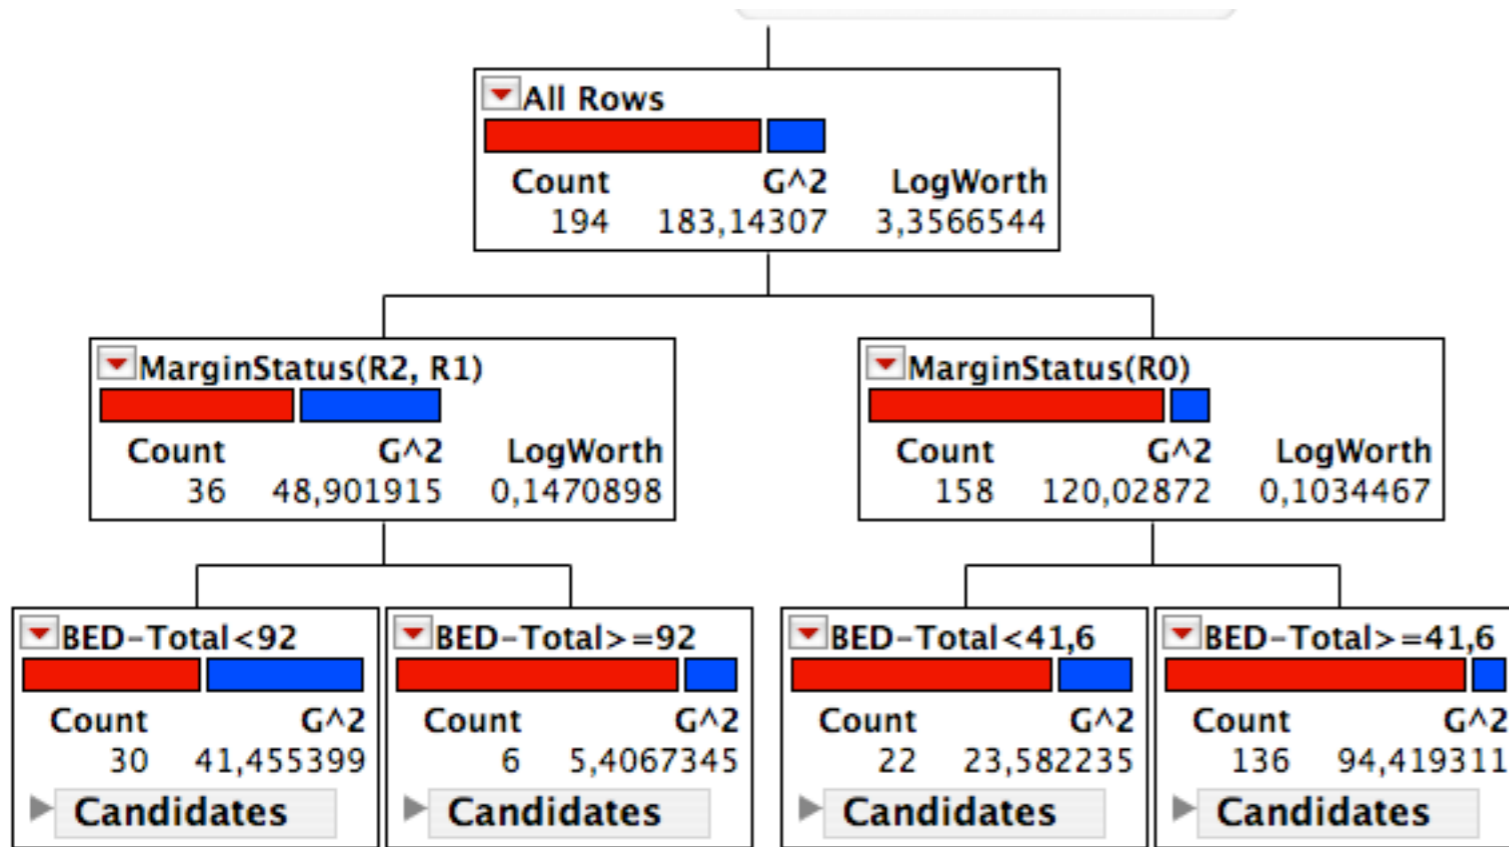 All Rows
Count G^2 LogWorth
194 183,14307 3,3566544
MarginStatus(R2, R1)
Count G^2 LogWorth
36 48,901915 0,1470898
MarginStatus(R0)
Count G^2 LogWorth
158 120,02872 0,1034467
BED-Total<92
Count G^2
30 41,455399
Candidates
BED-Total>=92
Count G^2
6 5,4067345
Candidates
BED-Total<41,6
Count G^2
22 23,582235
Candidates
BED-Total>=41,6
Count G^2
136 94,419311
Candidates